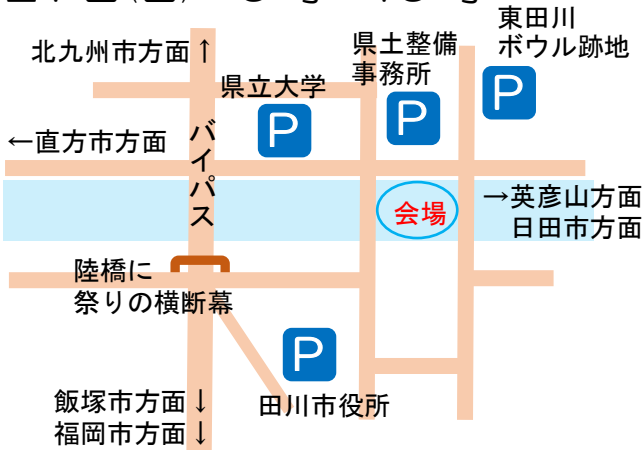 東田川
ボウル跡地
北九州市方面↑
県土整備
事務所
県立大学
P
P
P
←直方市方面
バイパス
会場
→英彦山方面
日田市方面
陸橋に
祭りの横断幕
P
田川市役所
飯塚市方面↓
福岡市方面↓